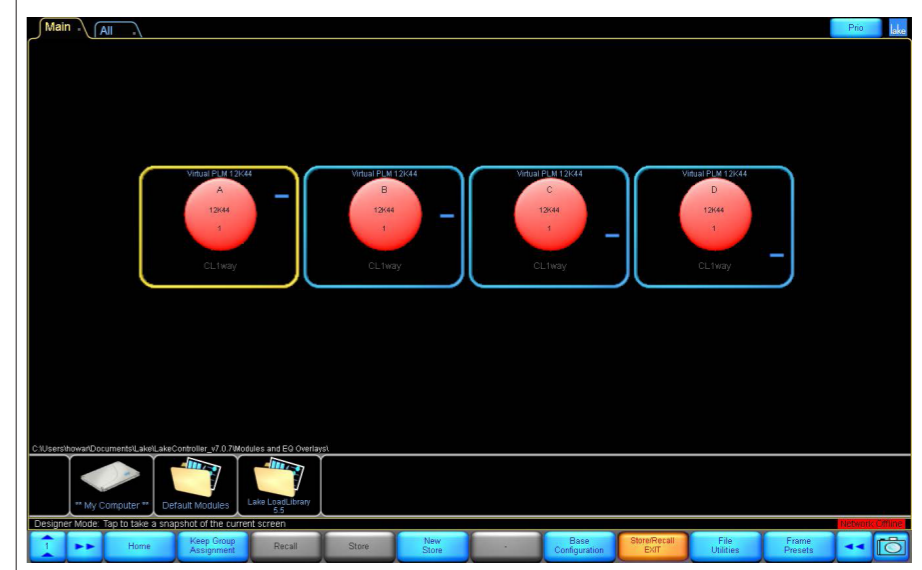 Main
All
Prio
lake
Virtual PLM 12K44
A
12K44
1
CL1way
Virtual PLM 12K44
B
12K44
1
CL1way
Virtual PLM 12K44
C
12K44
1
CL1way
Virtual PLM 12K44
D
12K44
1
CL1way
C:\Users\howar\Documents\Lake\LakeController_v7.0.7\Modules and EQ Overlays\
** My Computer **
Default Modules
Lake LoadLibrary
5.5
Designer Mode: Tap to take a snapshot of the current screen
Network Offline
1
Home
Keep Group
Assignment
Recall
Store
New
Store
-
Base
Configuration
Store/Recall
EXIT
File
Utilities
Frame
Presets